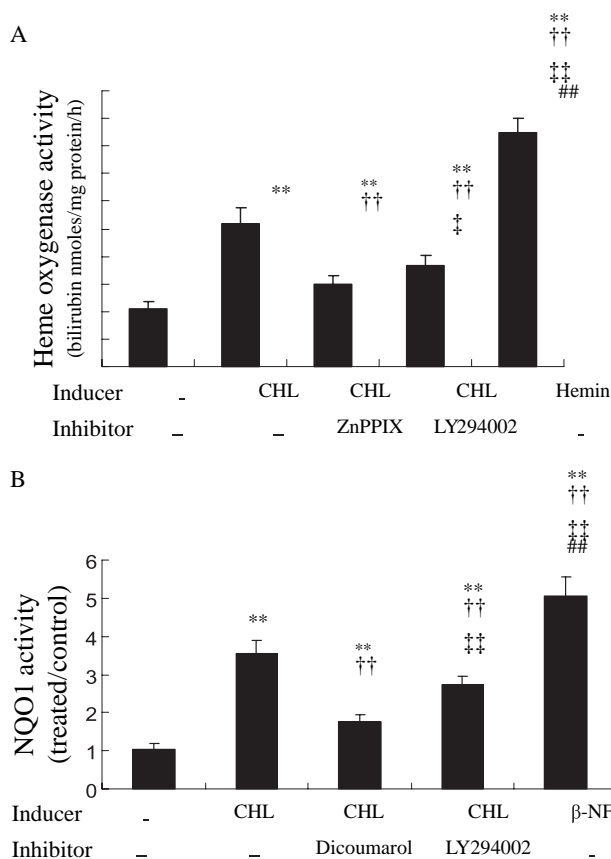 A
**
††
‡‡
##
**
††
‡
**
††
**
Heme oxygenase activity
(bilirubin nmoles/mg protein/h)
Inducer - CHL CHL CHL Hemin
Inhibitor – – ZnPPIX LY294002 -
B
**
††
‡‡
##
**
††
‡‡
**
††
**
NQO1 activity
(treated/control)
6
5
4
3
2
1
0
Inducer - CHL CHL CHL β-NF
Inhibitor – – Dicoumarol LY294002 -